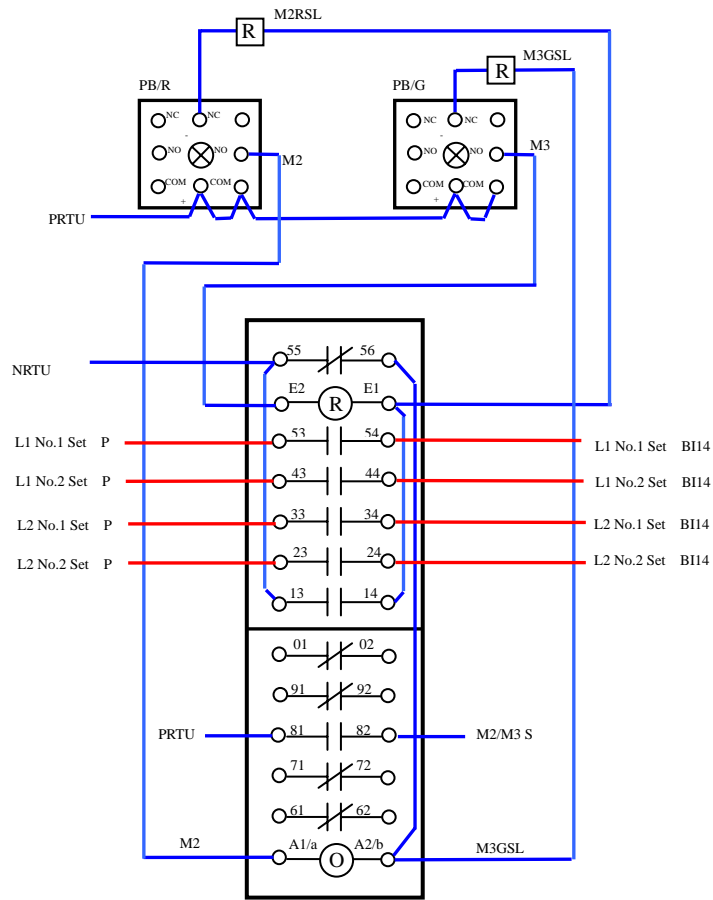 M2RSL
R
M3GSL
R
PB/R
PB/G
NC NC
NC NC
-
-
NO NO
M2
NO NO
M3
COM COM
COM COM
+
+
PRTU
55 56
NRTU
E2 R E1
L1 No.1 Set P
53 54
L1 No.1 Set BI14
L1 No.2 Set P
43 44
L1 No.2 Set BI14
L2 No.1 Set P
33 34
L2 No.1 Set BI14
L2 No.2 Set P
23 24
L2 No.2 Set BI14
13 14
01 02
91 92
PRTU
81 82
M2/M3 S
71 72
61 62
M2
A1/a O A2/b
M3GSL